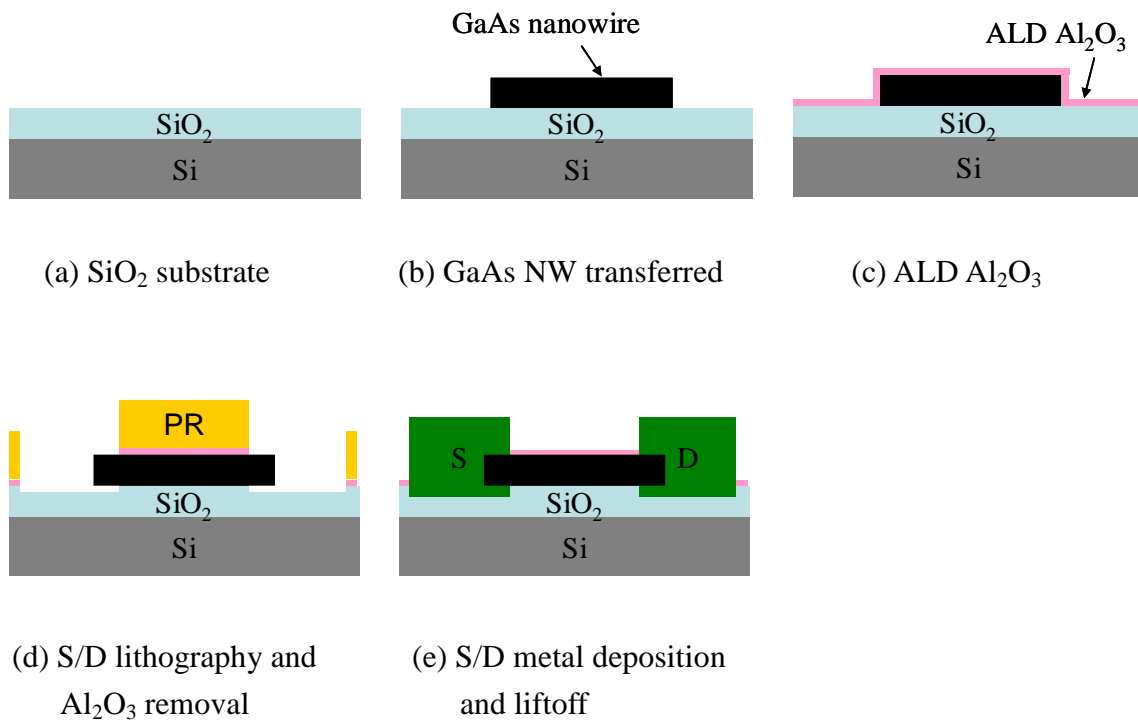 GaAs nanowire
ALD Al₂O₃
SiO₂
Si
SiO₂
Si
SiO₂
Si
(a) SiO₂ substrate
(b) GaAs NW transferred
(c) ALD Al₂O₃
PR
SiO₂
Si
S
D
SiO₂
Si
(d) S/D lithography and
Al₂O₃ removal
(e) S/D metal deposition
and liftoff